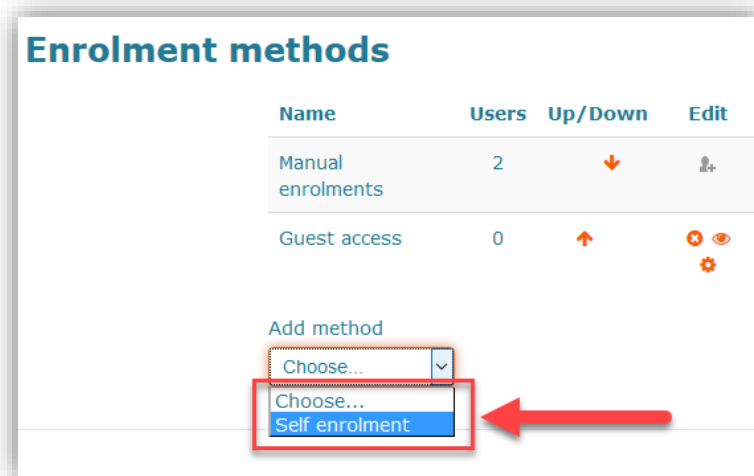 Enrolment methods
Name Users Up/Down Edit
Manual enrolments 2
Guest access 0
Add method
Choose...
Choose...
Self enrolment